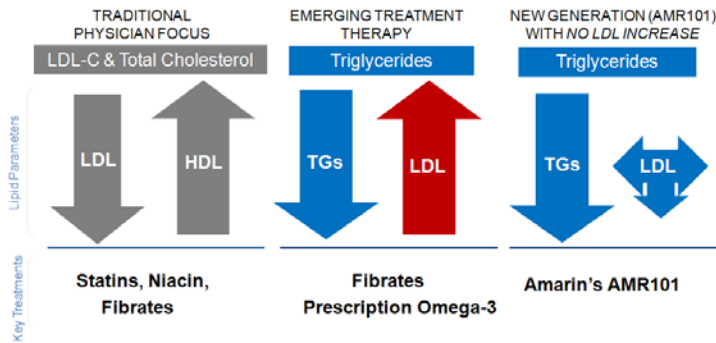 TRADITIONAL
PHYSICIAN FOCUS
LDL-C & Total Cholesterol
LDL
HDL
Statins, Niacin,
Fibrates
EMERGING TREATMENT
THERAPY
Triglycerides
TGs
LDL
Fibrates
Prescription Omega-3
NEW GENERATION (AMR101)
WITH NO LDL INCREASE
Triglycerides
TGs
LDL
Amarin's AMR101
Lipid Parameters
Key Treatments